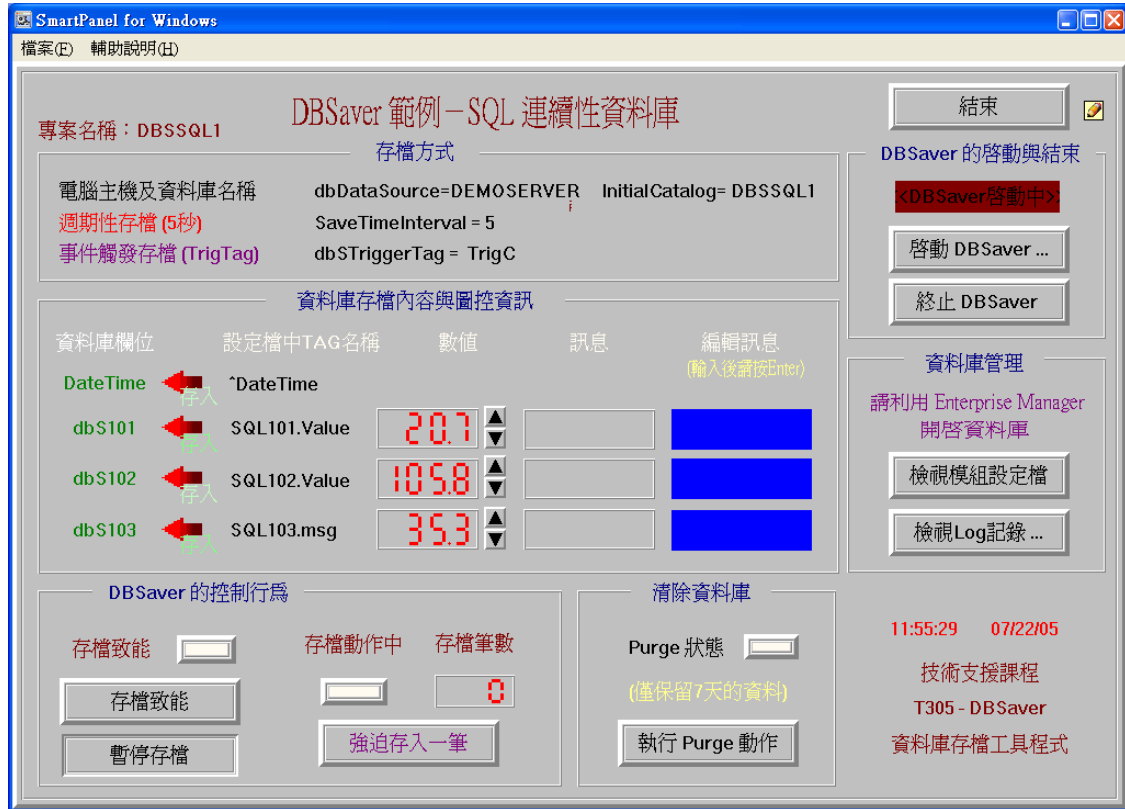 SmartPanel for Windows
檔案(F) 輔助說明(H)
DBSaver 範例－SQL 連續性資料庫
結束
專案名稱：DBSSQL1
存檔方式
電腦主機及資料庫名稱 dbDataSource=DEMOSERVER InitialCatalog= DBSSQL1
週期性存檔 (5秒) SaveTimeInterval = 5
事件觸發存檔 (TrigTag) dbSTriggerTag = TrigC
DBSaver 的啓動與結束
<DBSaver啓動中>
啓動 DBSaver ...
終止 DBSaver
資料庫存檔內容與圖控資訊
資料庫欄位 設定檔中TAG名稱 數值 訊息 編輯訊息
(輸入後請按Enter)
DateTime 存入 ^DateTime
dbS101 存入 SQL101.Value 20.7
dbS102 存入 SQL102.Value 105.8
dbS103 存入 SQL103.msg 35.3
資料庫管理
請利用 Enterprise Manager
開啓資料庫
檢視模組設定檔
檢視Log記錄 ...
DBSaver 的控制行爲
存檔致能 存檔動作中 存檔筆數
0
存檔致能
強迫存入一筆
暫停存檔
清除資料庫
Purge 狀態
(僅保留7天的資料)
執行 Purge 動作
11:55:29 07/22/05
技術支援課程
T305 - DBSaver
資料庫存檔工具程式